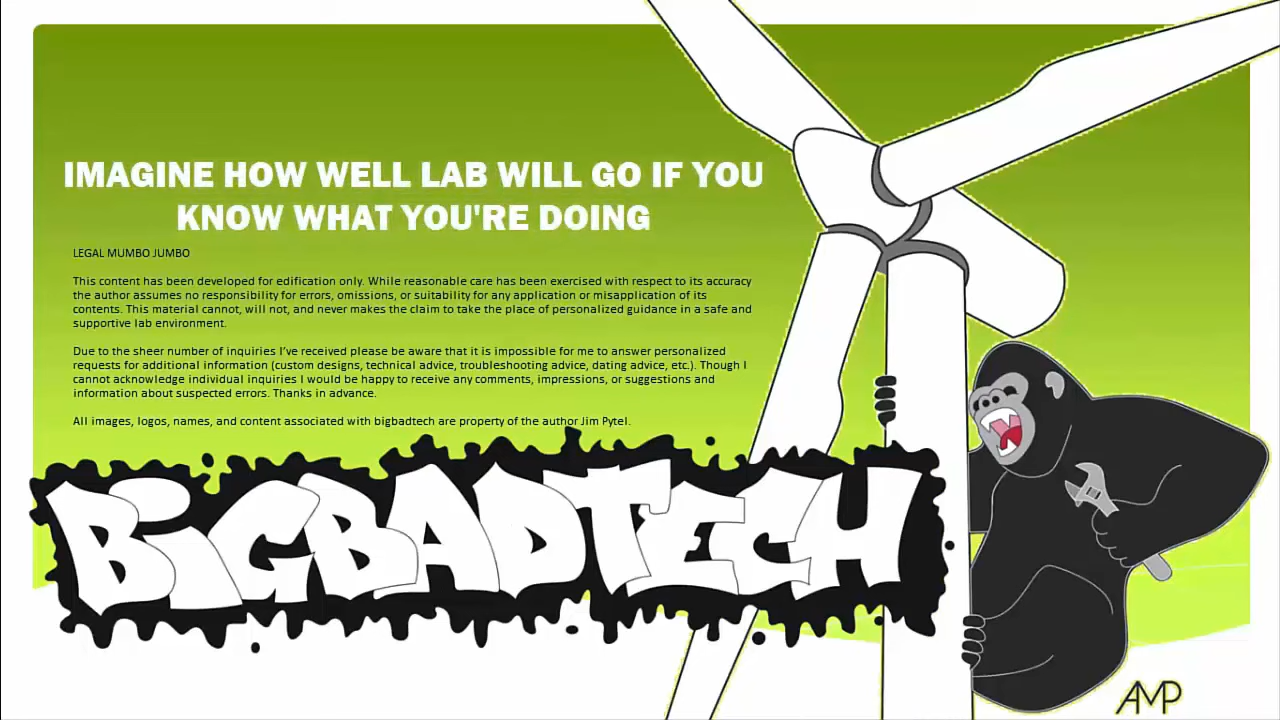 IMAGINE HOW WELL LAB WILL GO IF YOU
KNOW WHAT YOU'RE DOING
LEGAL MUMBO JUMBO
This content has been developed for edification only. While reasonable care has been exercised with respect to its accuracy
the author assumes no responsibility for errors, omissions, or suitability for any application or misapplication of its
contents. This material cannot, will not, and never makes the claim to take the place of personalized guidance in a safe and
supportive lab environment.
Due to the sheer number of inquiries I've received please be aware that it is impossible for me to answer personalized
requests for additional information (custom designs, technical advice, troubleshooting advice, dating advice, etc.). Though I
cannot acknowledge individual inquiries I would be happy to receive any comments, impressions, or suggestions and
information about suspected errors. Thanks in advance.
All images, logos, names, and content associated with bigbadtech are property of the author Jim Pytel.
BiGBADTECH
AMP